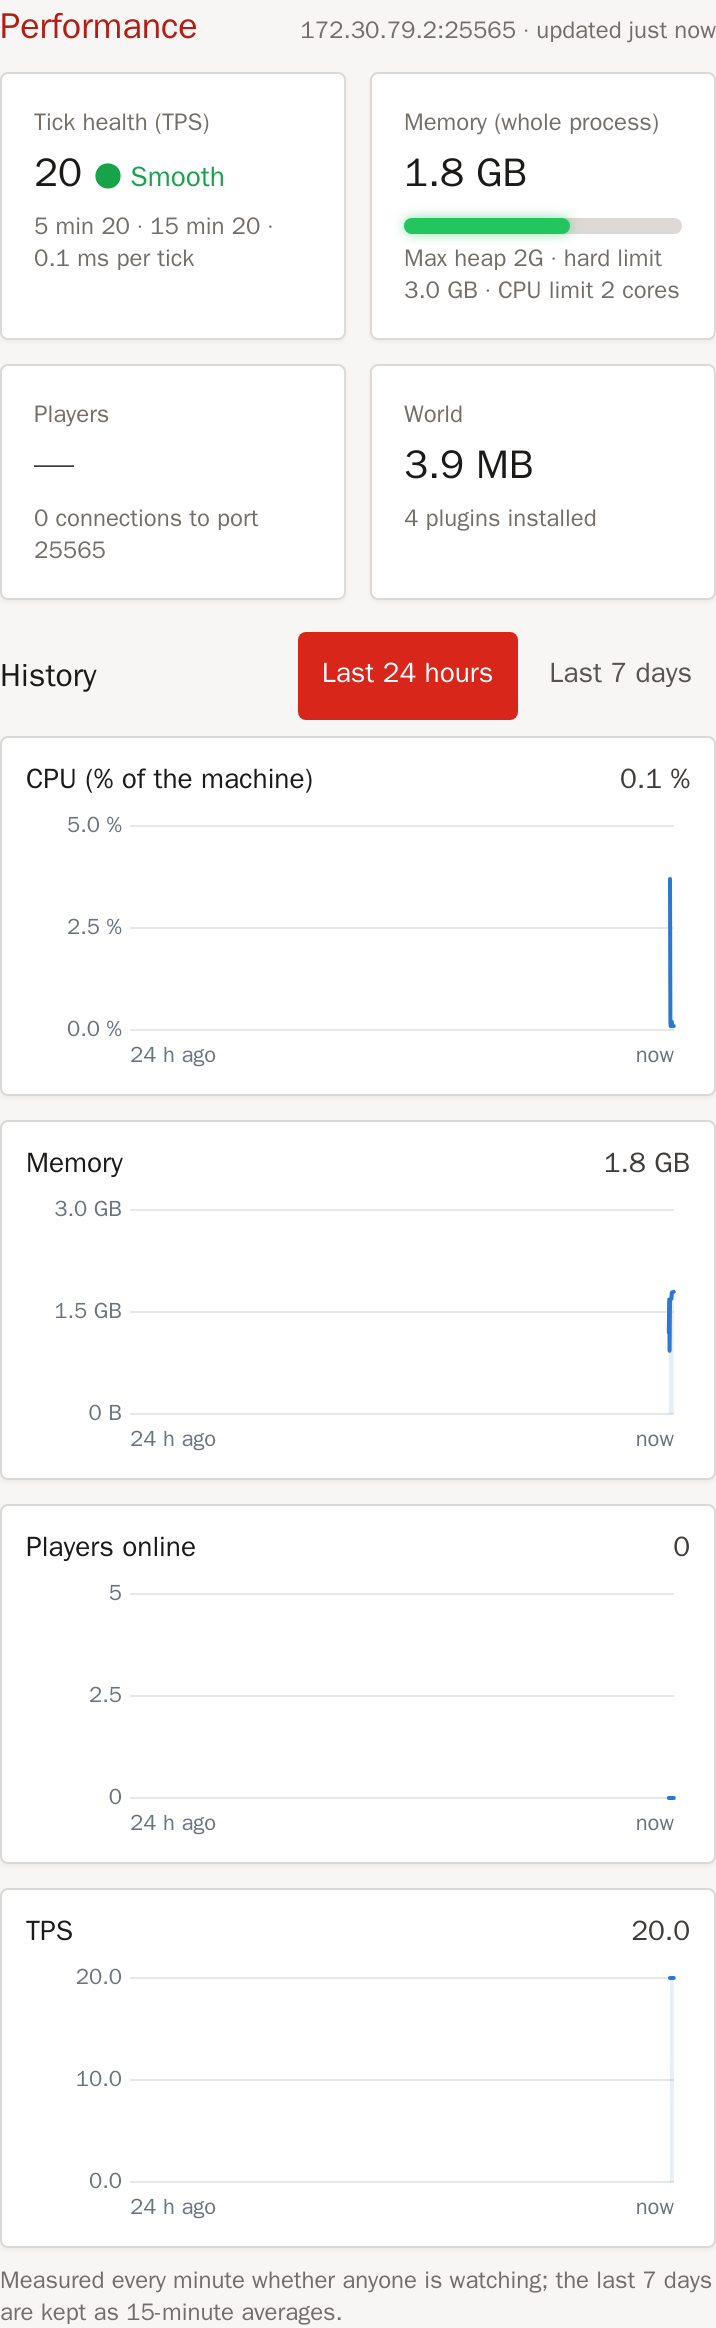 Performance
172.30.79.2:25565 · updated just now
Tick health (TPS)
20 Smooth
5 min 20 · 15 min 20 ·
0.1 ms per tick
Memory (whole process)
1.8 GB
Max heap 2G · hard limit
3.0 GB · CPU limit 2 cores
Players
—
0 connections to port
25565
World
3.9 MB
4 plugins installed
History
Last 24 hours
Last 7 days
CPU (% of the machine)
0.1 %
5.0 %
2.5 %
0.0 %
24 h ago
now
Memory
1.8 GB
3.0 GB
1.5 GB
0 B
24 h ago
now
Players online
0
5
2.5
0
24 h ago
now
TPS
20.0
20.0
10.0
0.0
24 h ago
now
Measured every minute whether anyone is watching; the last 7 days
are kept as 15-minute averages.